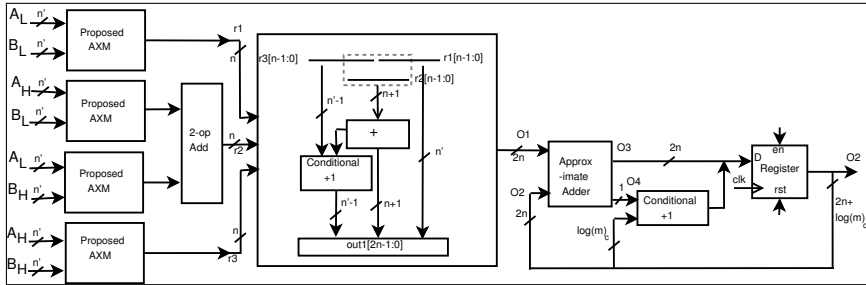 A_L n'
B_L n'
Proposed
AXM
r1
n
A_H n'
B_L n'
Proposed
AXM
2-op
Add
n
r2
A_L n'
B_H n'
Proposed
AXM
A_H n'
B_H n'
Proposed
AXM
n
r3
r3[n-1:0]
r1[n-1:0]
r2[n-1:0]
n'-1
n+1
+
n'
Conditional
+1
n'-1
n+1
out1[2n-1:0]
O1
2n
O2
2n
Approx
-imate
Adder
O3
2n
1 O4
Conditional
+1
log(m)_c
en
D
Register
clk
rst
O2
2n+
log(m)_c